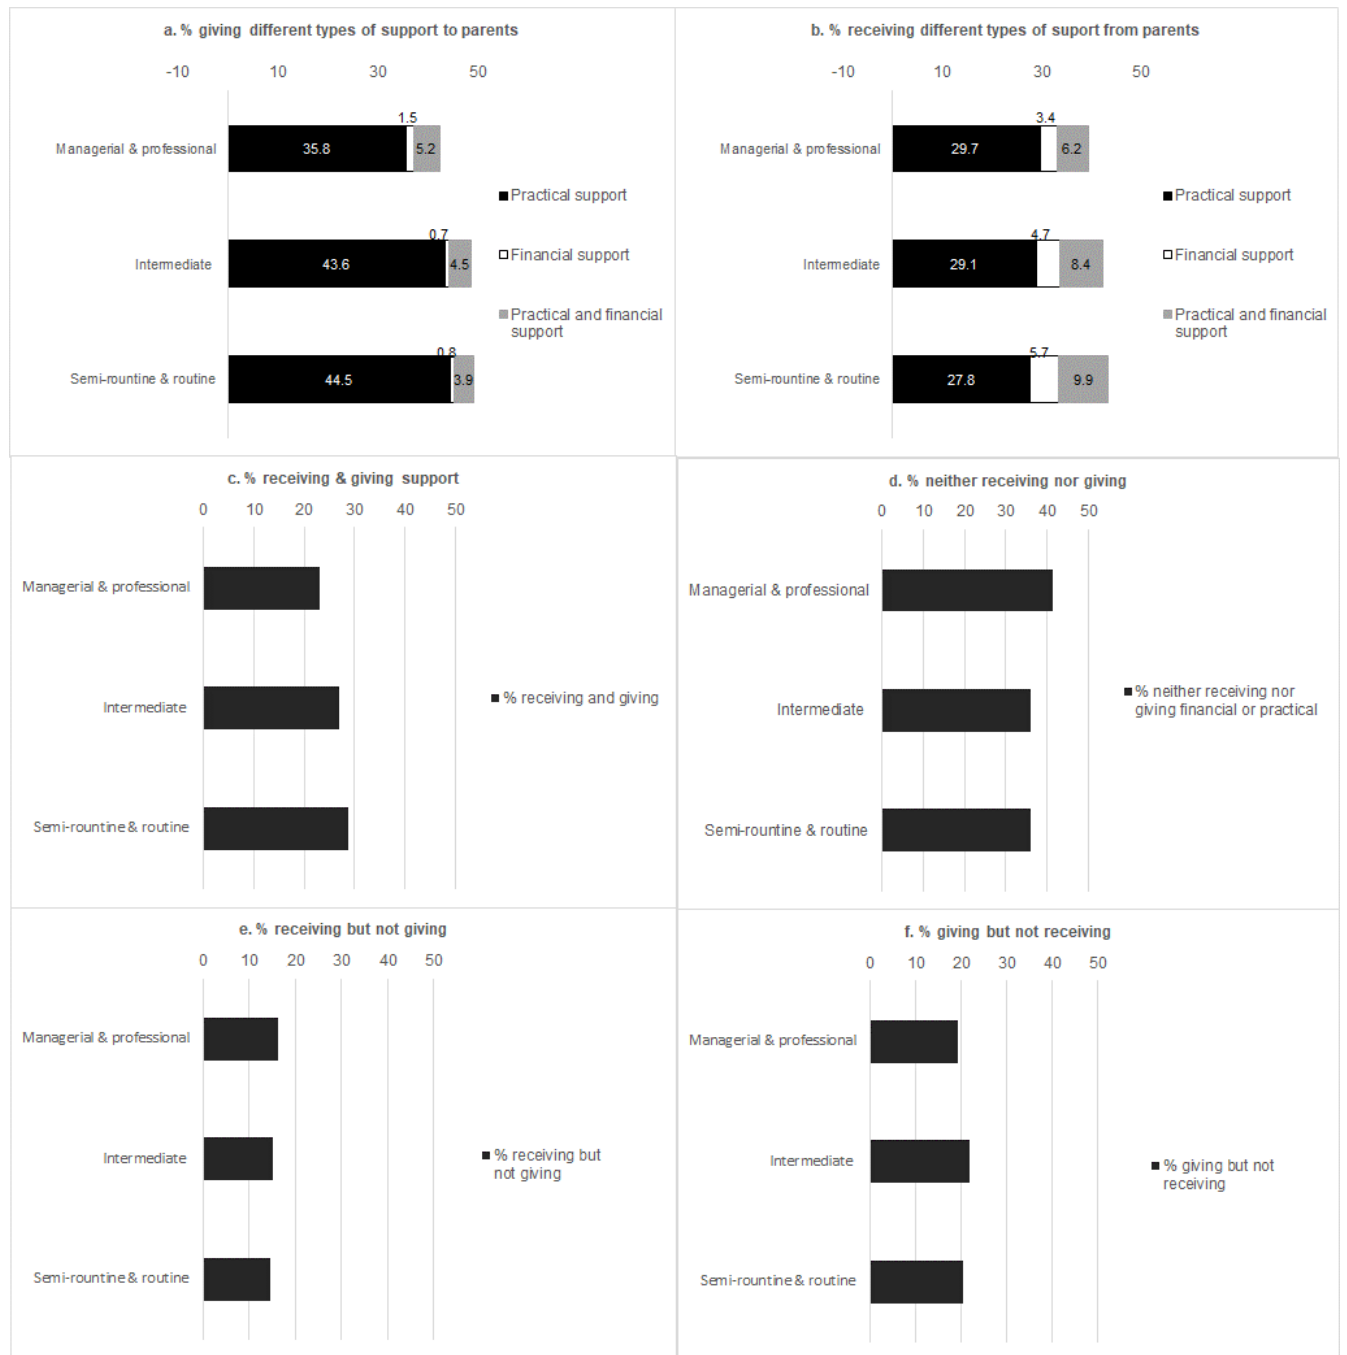 a. % giving different types of support to parents
-10 10 30 50
1.5
Managerial & professional 35.8 5.2
Practical support
0.7
Intermediate 43.6 4.5
Financial support
Practical and financial
support
0.8
Semi-rountine & routine 44.5 3.9
b. % receiving different types of suport from parents
-10 10 30 50
3.4
Managerial & professional 29.7 6.2
Practical support
4.7
Intermediate 29.1 8.4
Financial support
Practical and financial
support
5.7
Semi-rountine & routine 27.8 9.9
c. % receiving & giving support
0 10 20 30 40 50
Managerial & professional
Intermediate
% receiving and giving
Semi-rountine & routine
d. % neither receiving nor giving
0 10 20 30 40 50
Managerial & professional
% neither receiving nor
giving financial or practical
Intermediate
Semi-rountine & routine
e. % receiving but not giving
0 10 20 30 40 50
Managerial & professional
Intermediate
% receiving but
not giving
Semi-rountine & routine
f. % giving but not receiving
0 10 20 30 40 50
Managerial & professional
Intermediate
% giving but not
receiving
Semi-rountine & routine